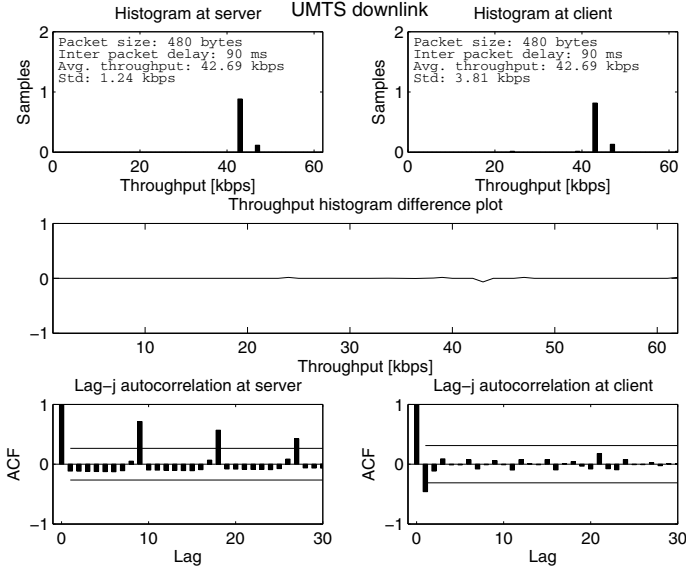 UMTS downlink
Histogram at server
Packet size: 480 bytes
Inter packet delay: 90 ms
Avg. throughput: 42.69 kbps
Std: 1.24 kbps
Samples
2
1
0
0 20 40 60
Throughput [kbps]
Histogram at client
Packet size: 480 bytes
Inter packet delay: 90 ms
Avg. throughput: 42.69 kbps
Std: 3.81 kbps
Samples
2
1
0
0 20 40 60
Throughput [kbps]
Throughput histogram difference plot
1
0
-1
10 20 30 40 50 60
Throughput [kbps]
Lag-j autocorrelation at server
ACF
1
0
-1
0 10 20 30
Lag
Lag-j autocorrelation at client
ACF
1
0
-1
0 10 20 30
Lag